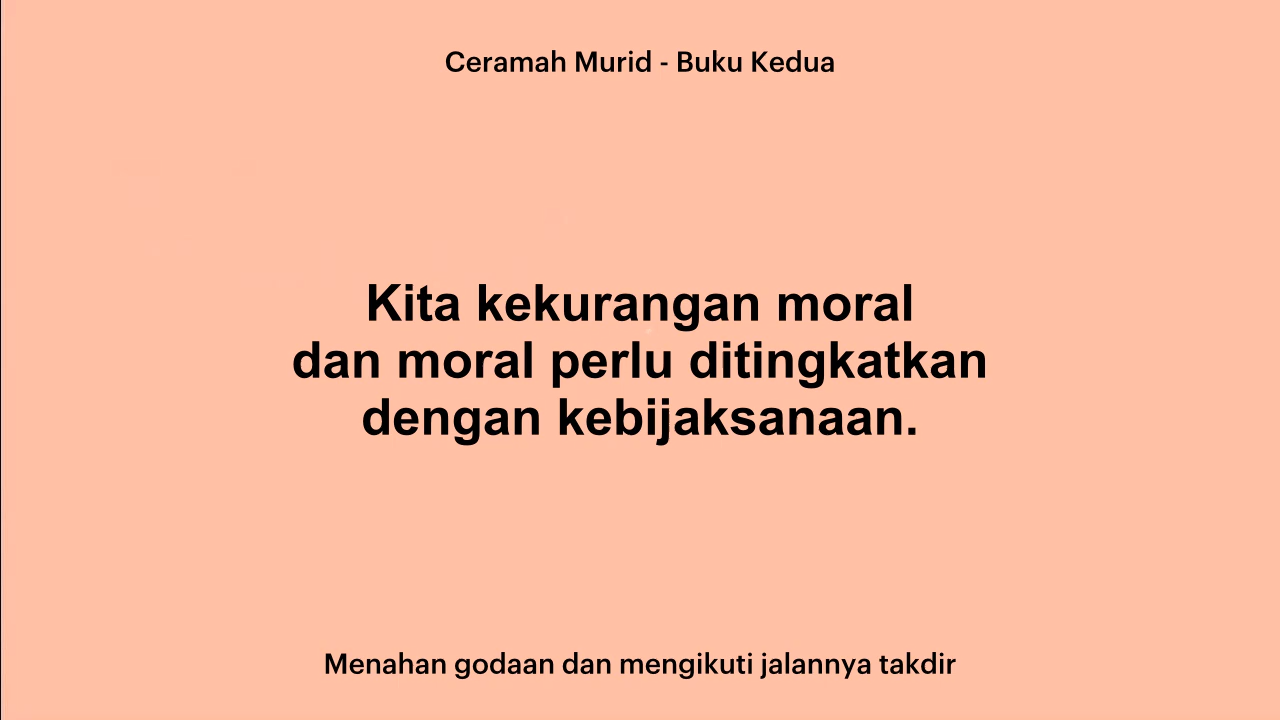 Ceramah Murid - Buku Kedua
Kita kekurangan moral
dan moral perlu ditingkatkan
dengan kebijaksanaan.
Menahan godaan dan mengikuti jalannya takdir